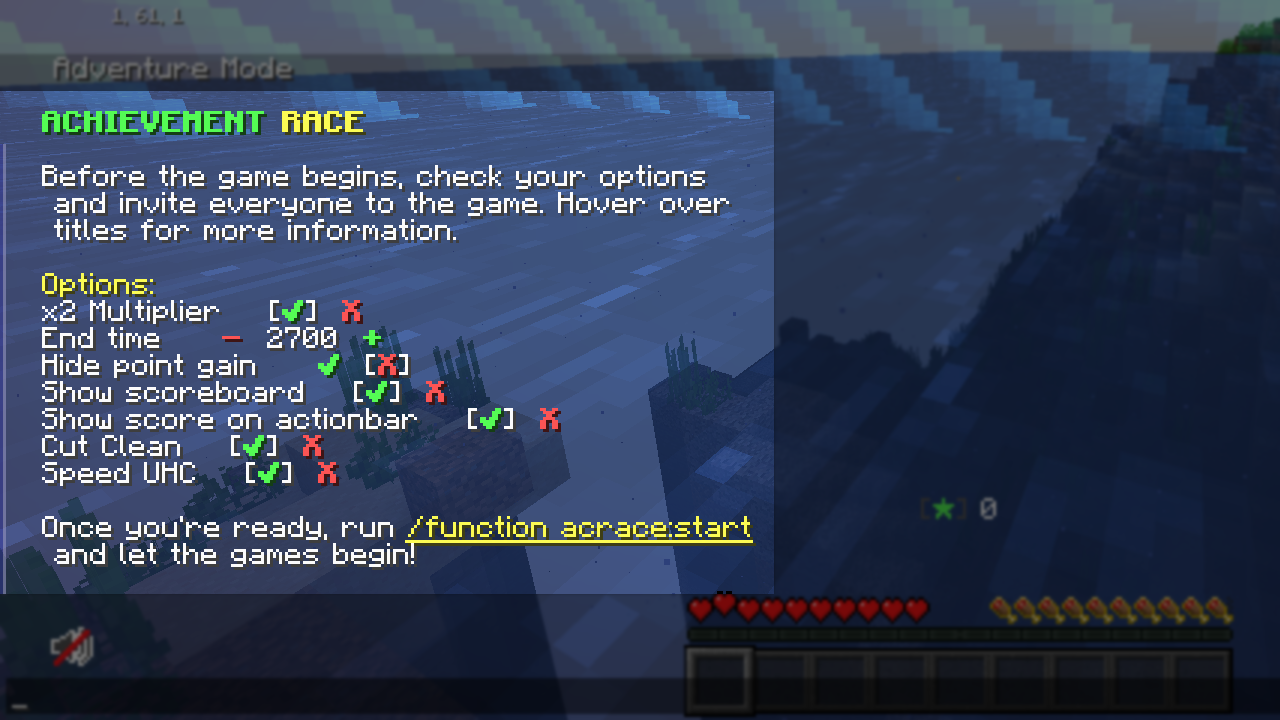 1, 61, 1
Adventure Mode
ACHIEVEMENT RACE
Before the game begins, check your options
and invite everyone to the game. Hover over
titles for more information.
Options:
x2 Multiplier [✔] ✘
End time - 2700 +
Hide point gain ✔ [✘]
Show scoreboard [✔] ✘
Show score on actionbar [✔] ✘
Cut Clean [✔] ✘
Speed UHC [✔] ✘
[★] 0
Once you're ready, run /function acrace:start
and let the games begin!
_